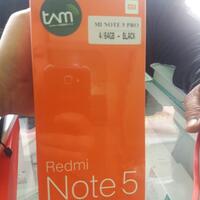 tam
mi
MI NOTE 5 PRO
4/64GB - BLACK
Redmi
Note 5